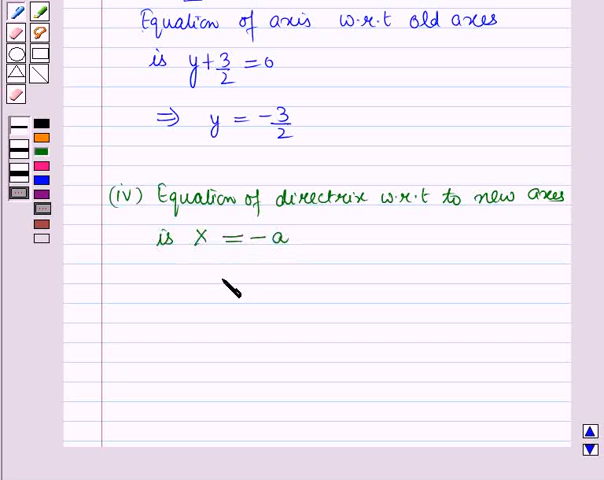 Equation of axis w.r.t old axes
is y + 3/2 = 0
⇒ y = -3/2
(iv) Equation of directrix w.r.t to new axes
is X = -a